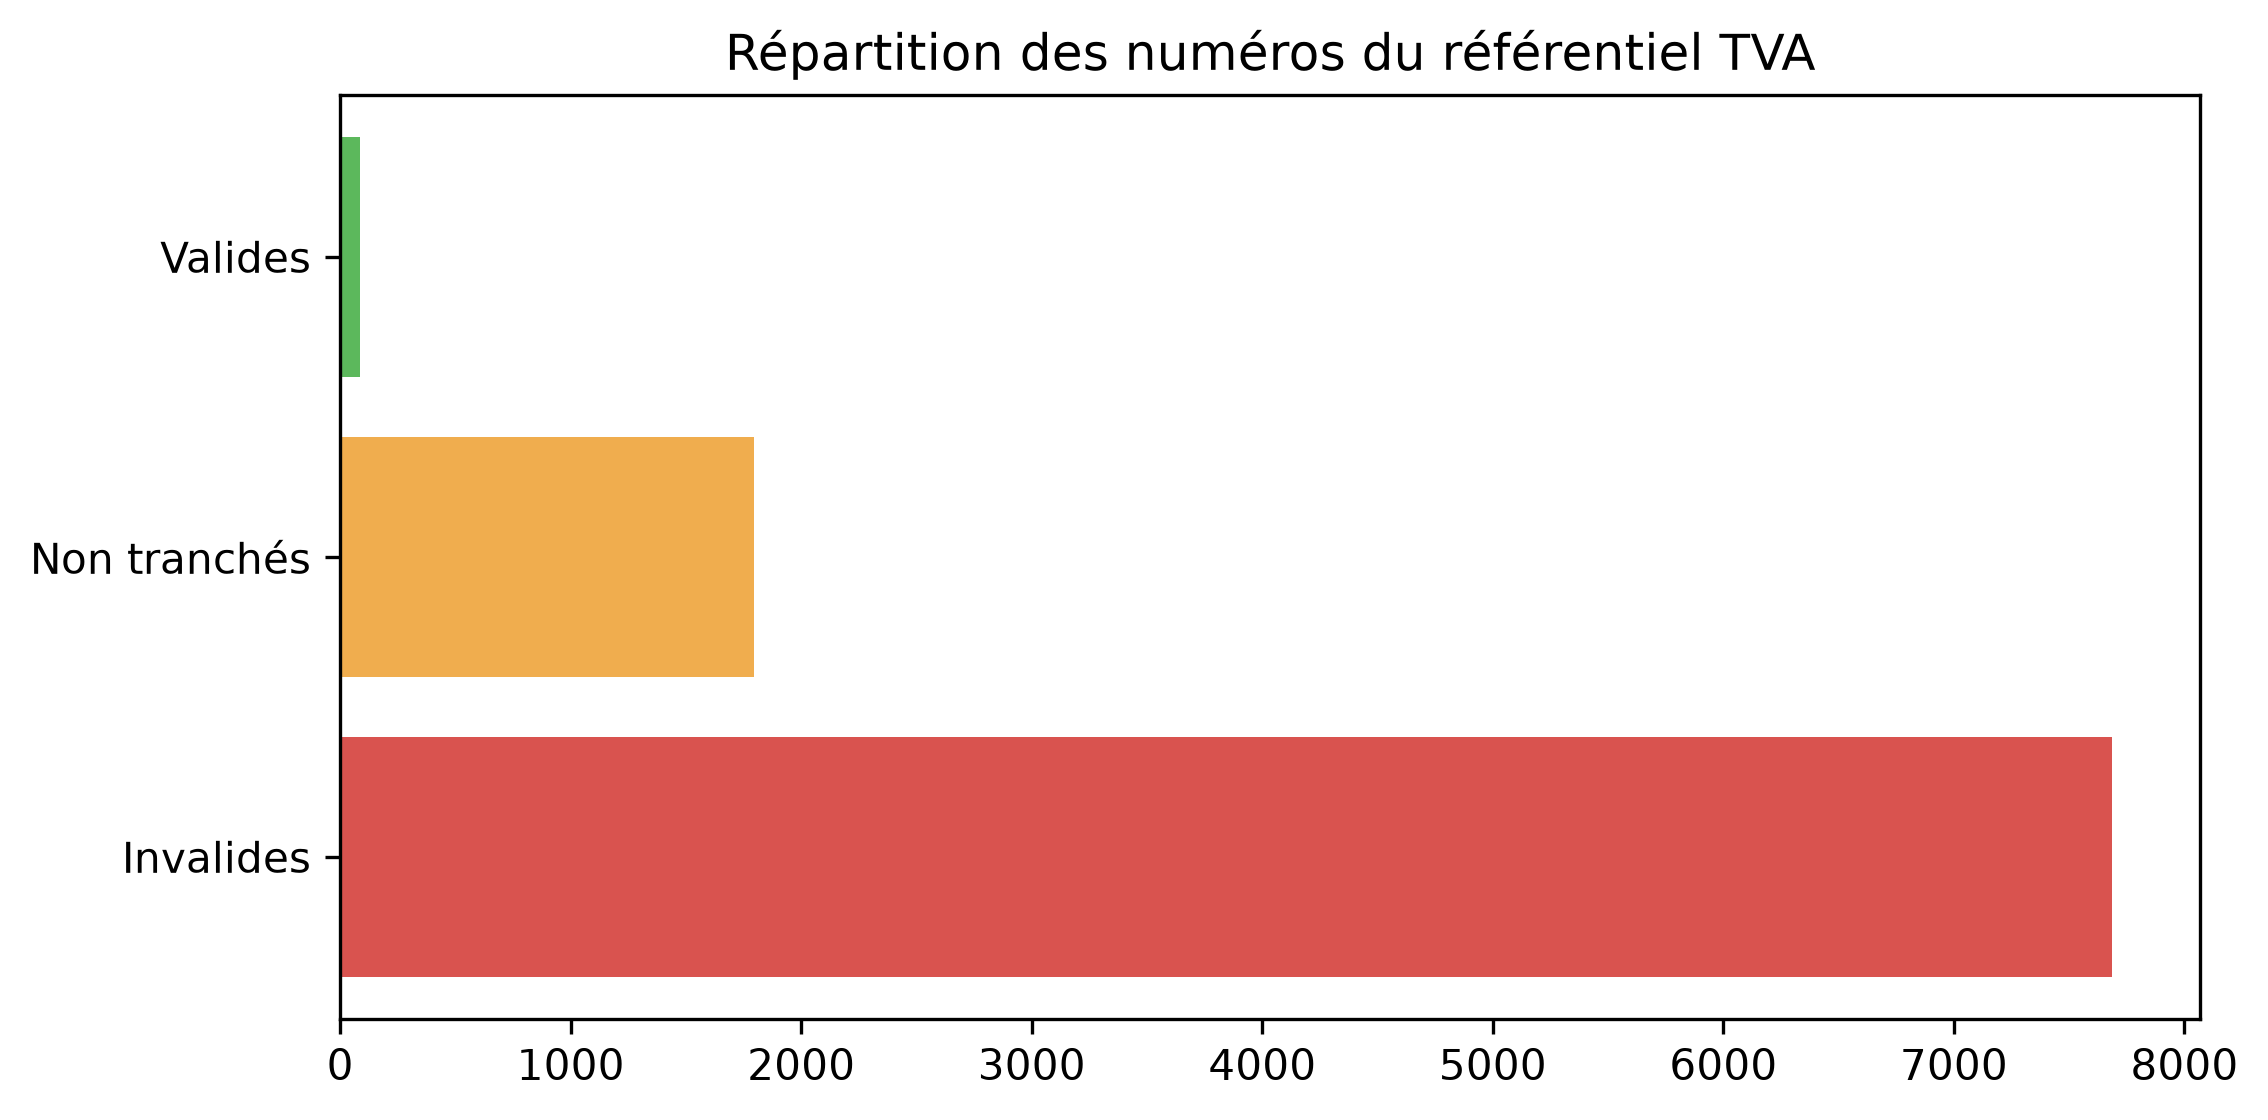 Répartition des numéros du référentiel TVA
Valides
Non tranchés
Invalides
0 1000 2000 3000 4000 5000 6000 7000 8000